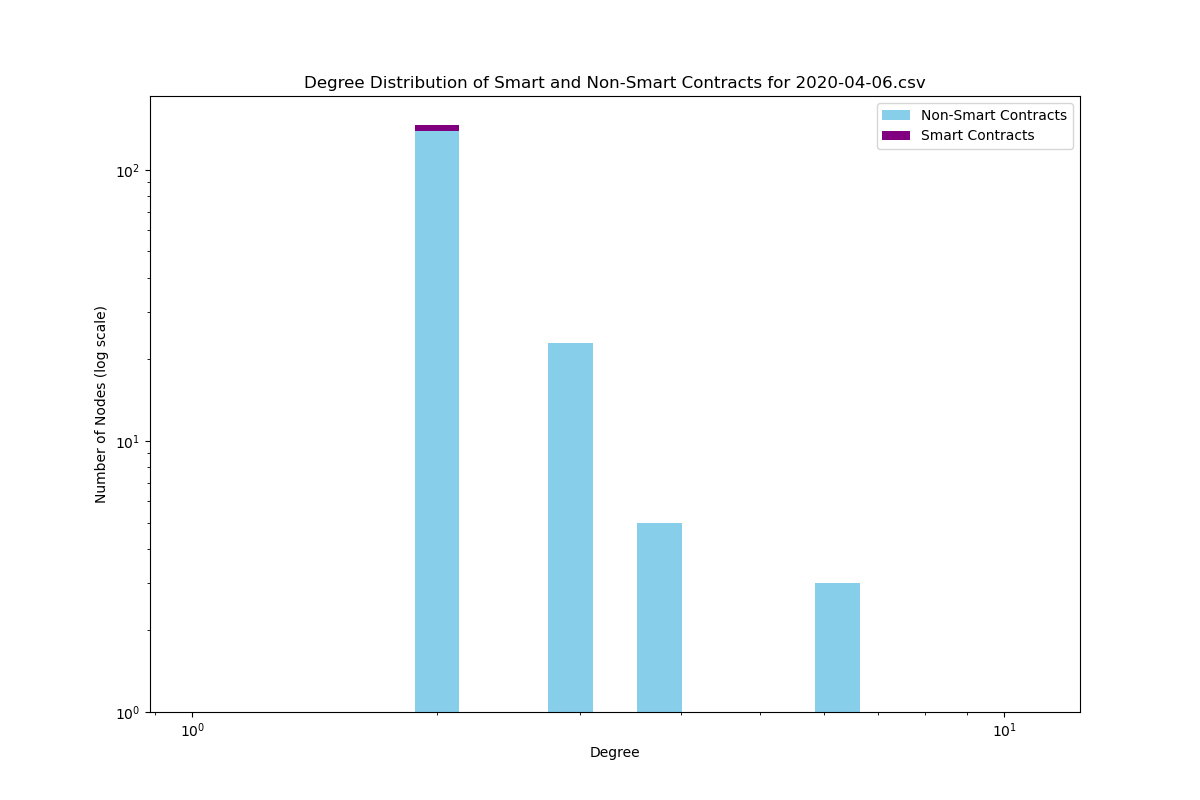 Degree Distribution of Smart and Non-Smart Contracts for 2020-04-06.csv
Non-Smart Contracts
Smart Contracts
Number of Nodes (log scale)
10²
10¹
10⁰
10⁰ 10¹
Degree